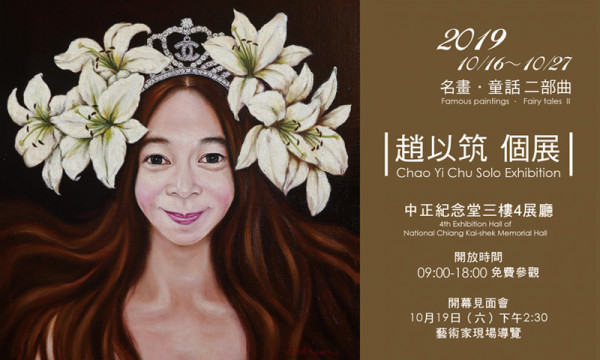 2019
10/16~10/27
名畫・童話 二部曲
Famous paintings · Fairy tales II
趙以筑 個展
Chao Yi Chu Solo Exhibition
中正紀念堂三樓4展廳
4th Exhibition Hall of
National Chiang Kai-shek Memorial Hall
開放時間
09:00-18:00 免費參觀
開幕見面會
10月19日（六）下午2:30
藝術家現場導覽